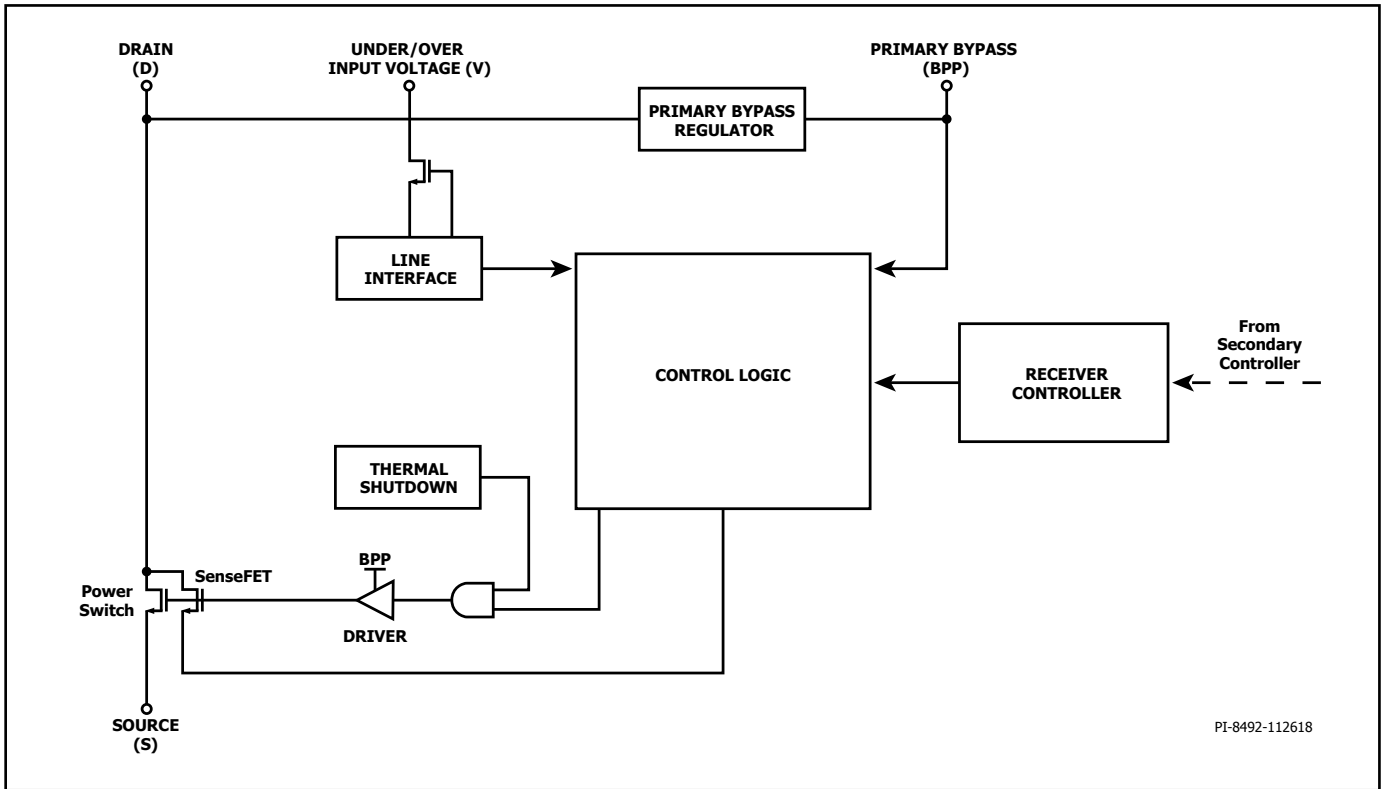 DRAIN
(D)
UNDER/OVER
INPUT VOLTAGE (V)
PRIMARY BYPASS
(BPP)
PRIMARY BYPASS
REGULATOR
LINE
INTERFACE
CONTROL LOGIC
RECEIVER
CONTROLLER
From
Secondary
Controller
THERMAL
SHUTDOWN
BPP
SenseFET
Power
Switch
DRIVER
SOURCE
(S)
PI-8492-112618